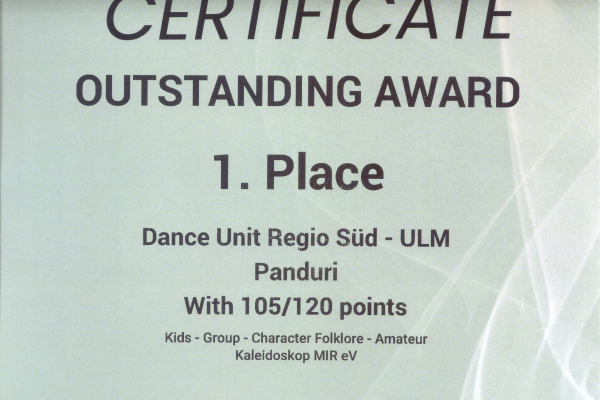 CERTIFICATE
OUTSTANDING AWARD
1. Place
Dance Unit Regio Süd - ULM
Panduri
With 105/120 points
Kids - Group - Character Folklore - Amateur
Kaleidoskop MIR eV